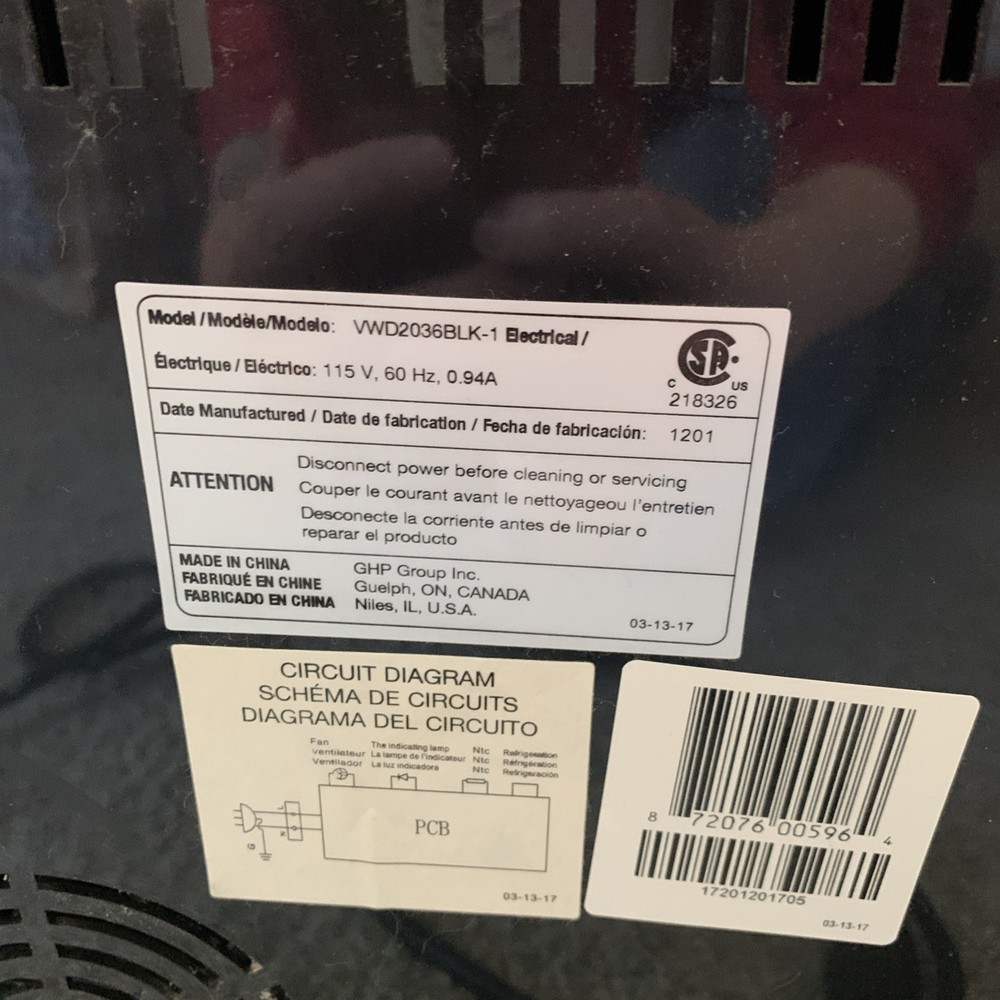 Model / Modèle/Modelo: VWD2036BLK-1 Electrical /
Électrique / Eléctrico: 115 V, 60 Hz, 0.94A
SA
C US
218326
Date Manufactured / Date de fabrication / Fecha de fabricación: 1201
ATTENTION
Disconnect power before cleaning or servicing
Couper le courant avant le nettoyageou l'entretien
Desconecte la corriente antes de limpiar o
reparar el producto
MADE IN CHINA
FABRIQUÉ EN CHINE
FABRICADO EN CHINA
GHP Group Inc.
Guelph, ON, CANADA
Niles, IL, U.S.A.
03-13-17
CIRCUIT DIAGRAM
SCHÉMA DE CIRCUITS
DIAGRAMA DEL CIRCUITO
Fan The indicating lamp Ntc Refrigeration
Ventilateur La lampe de l'indicateur Ntc Réfrigération
Ventilador La luz indicadora Ntc Refrigeración
PCB
03-13-17
8 72076 00596 4
17201201705
03-13-17